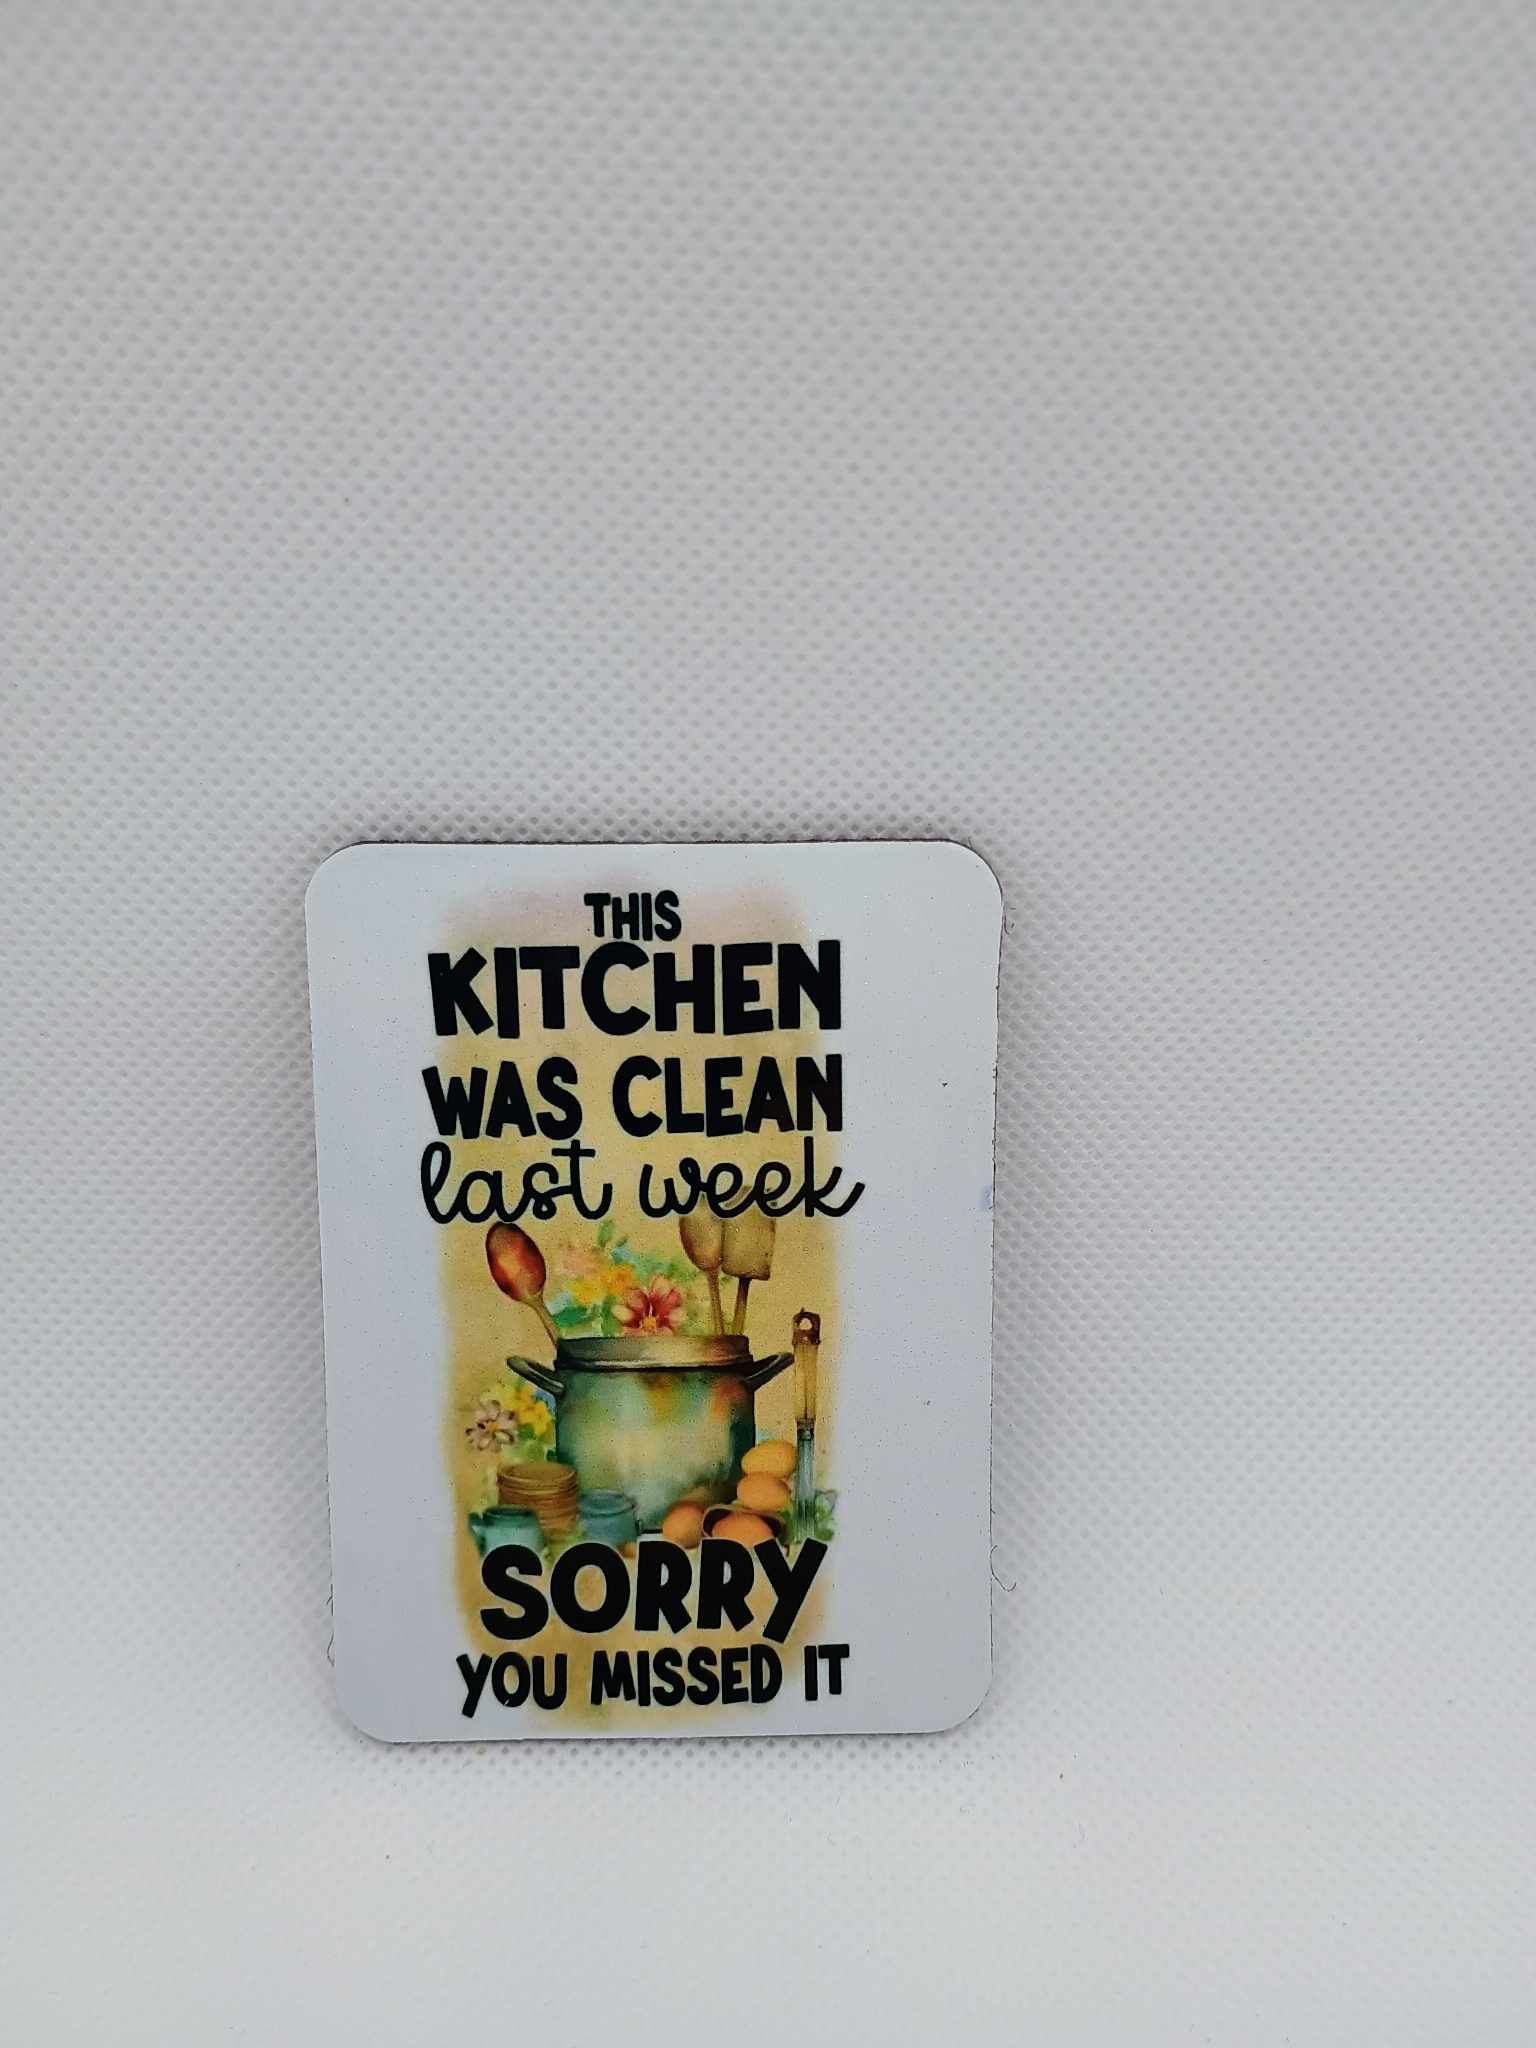 THIS
KITCHEN
WAS CLEAN
last week
SORRY
YOU MISSED IT